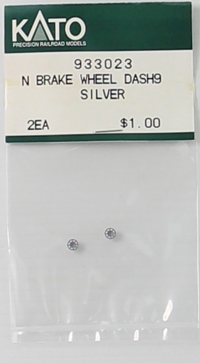 KATO
PRECISION RAILROAD MODELS
933023
N BRAKE WHEEL DASH9
SILVER
2EA $1.00